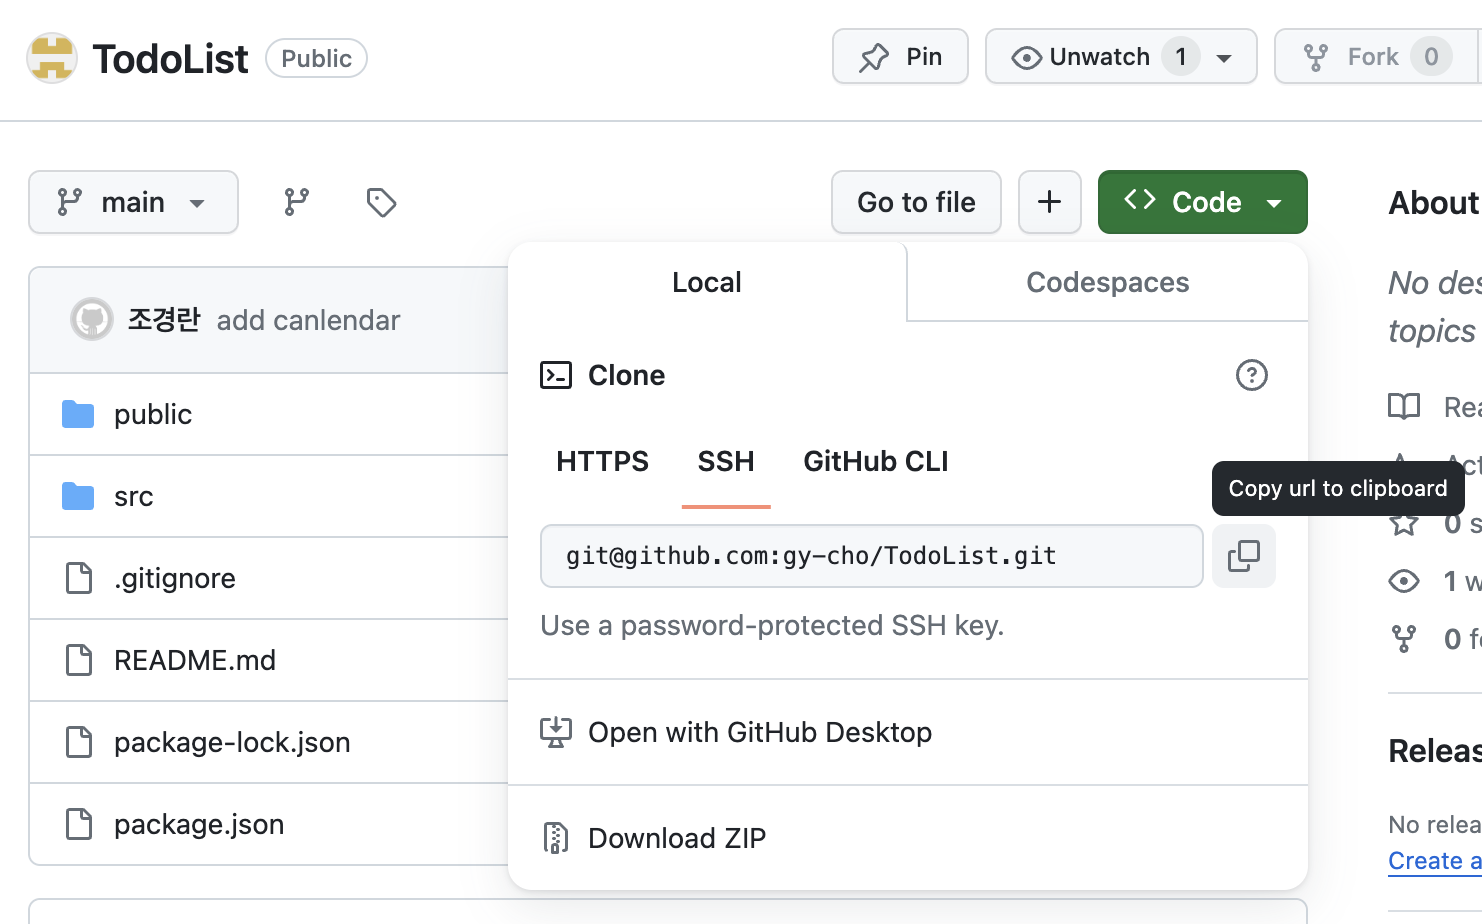 TodoList Public Pin Unwatch 1 Fork 0
main Go to file + Code
About
Local Codespaces
No des
topics
조경란 add canlendar
Clone
public
HTTPS SSH GitHub CLI
Copy url to clipboard
src
git@github.com:gy-cho/TodoList.git
0 s
.gitignore
1 w
Use a password-protected SSH key.
0 f
README.md
Open with GitHub Desktop
package-lock.json
Releas
package.json
Download ZIP
No relea
Create a